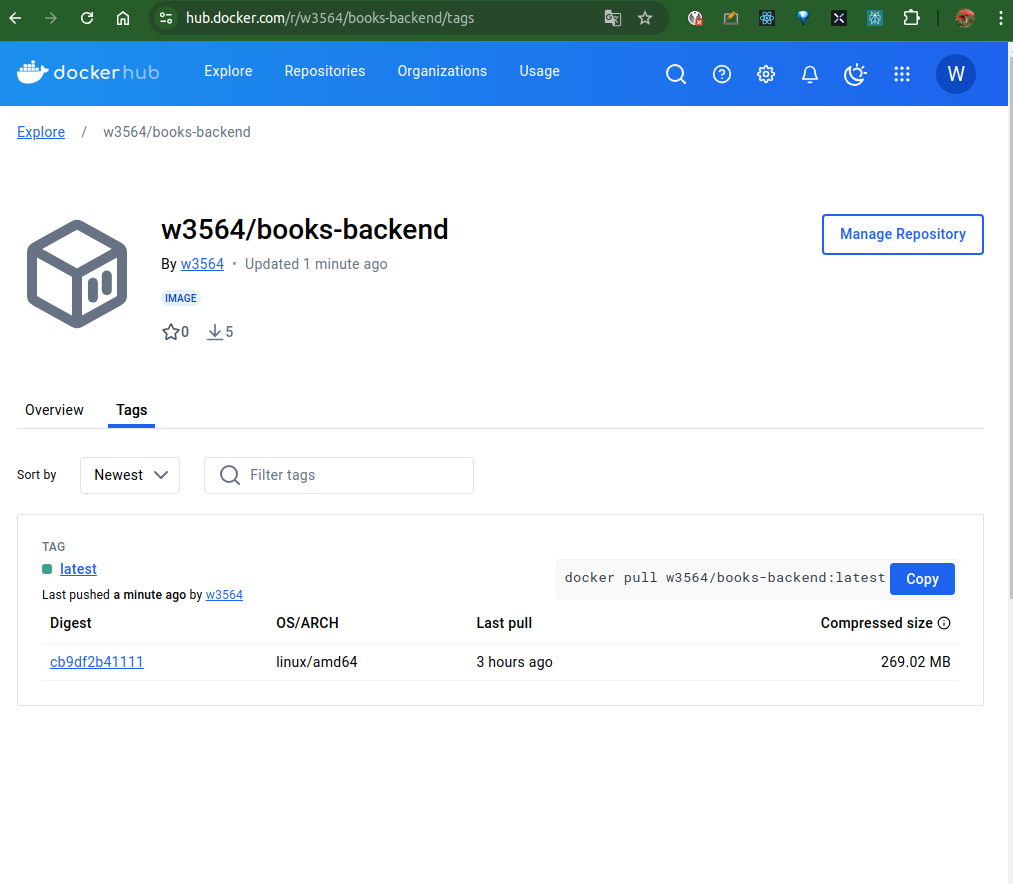 hub.docker.com/r/w3564/books-backend/tags
dockerhub Explore Repositories Organizations Usage W
Explore / w3564/books-backend
w3564/books-backend
Manage Repository
By w3564 • Updated 1 minute ago
IMAGE
0 5
Overview Tags
Sort by Newest Filter tags
TAG
latest
docker pull w3564/books-backend:latest Copy
Last pushed a minute ago by w3564
Digest OS/ARCH Last pull Compressed size
cb9df2b41111 linux/amd64 3 hours ago 269.02 MB